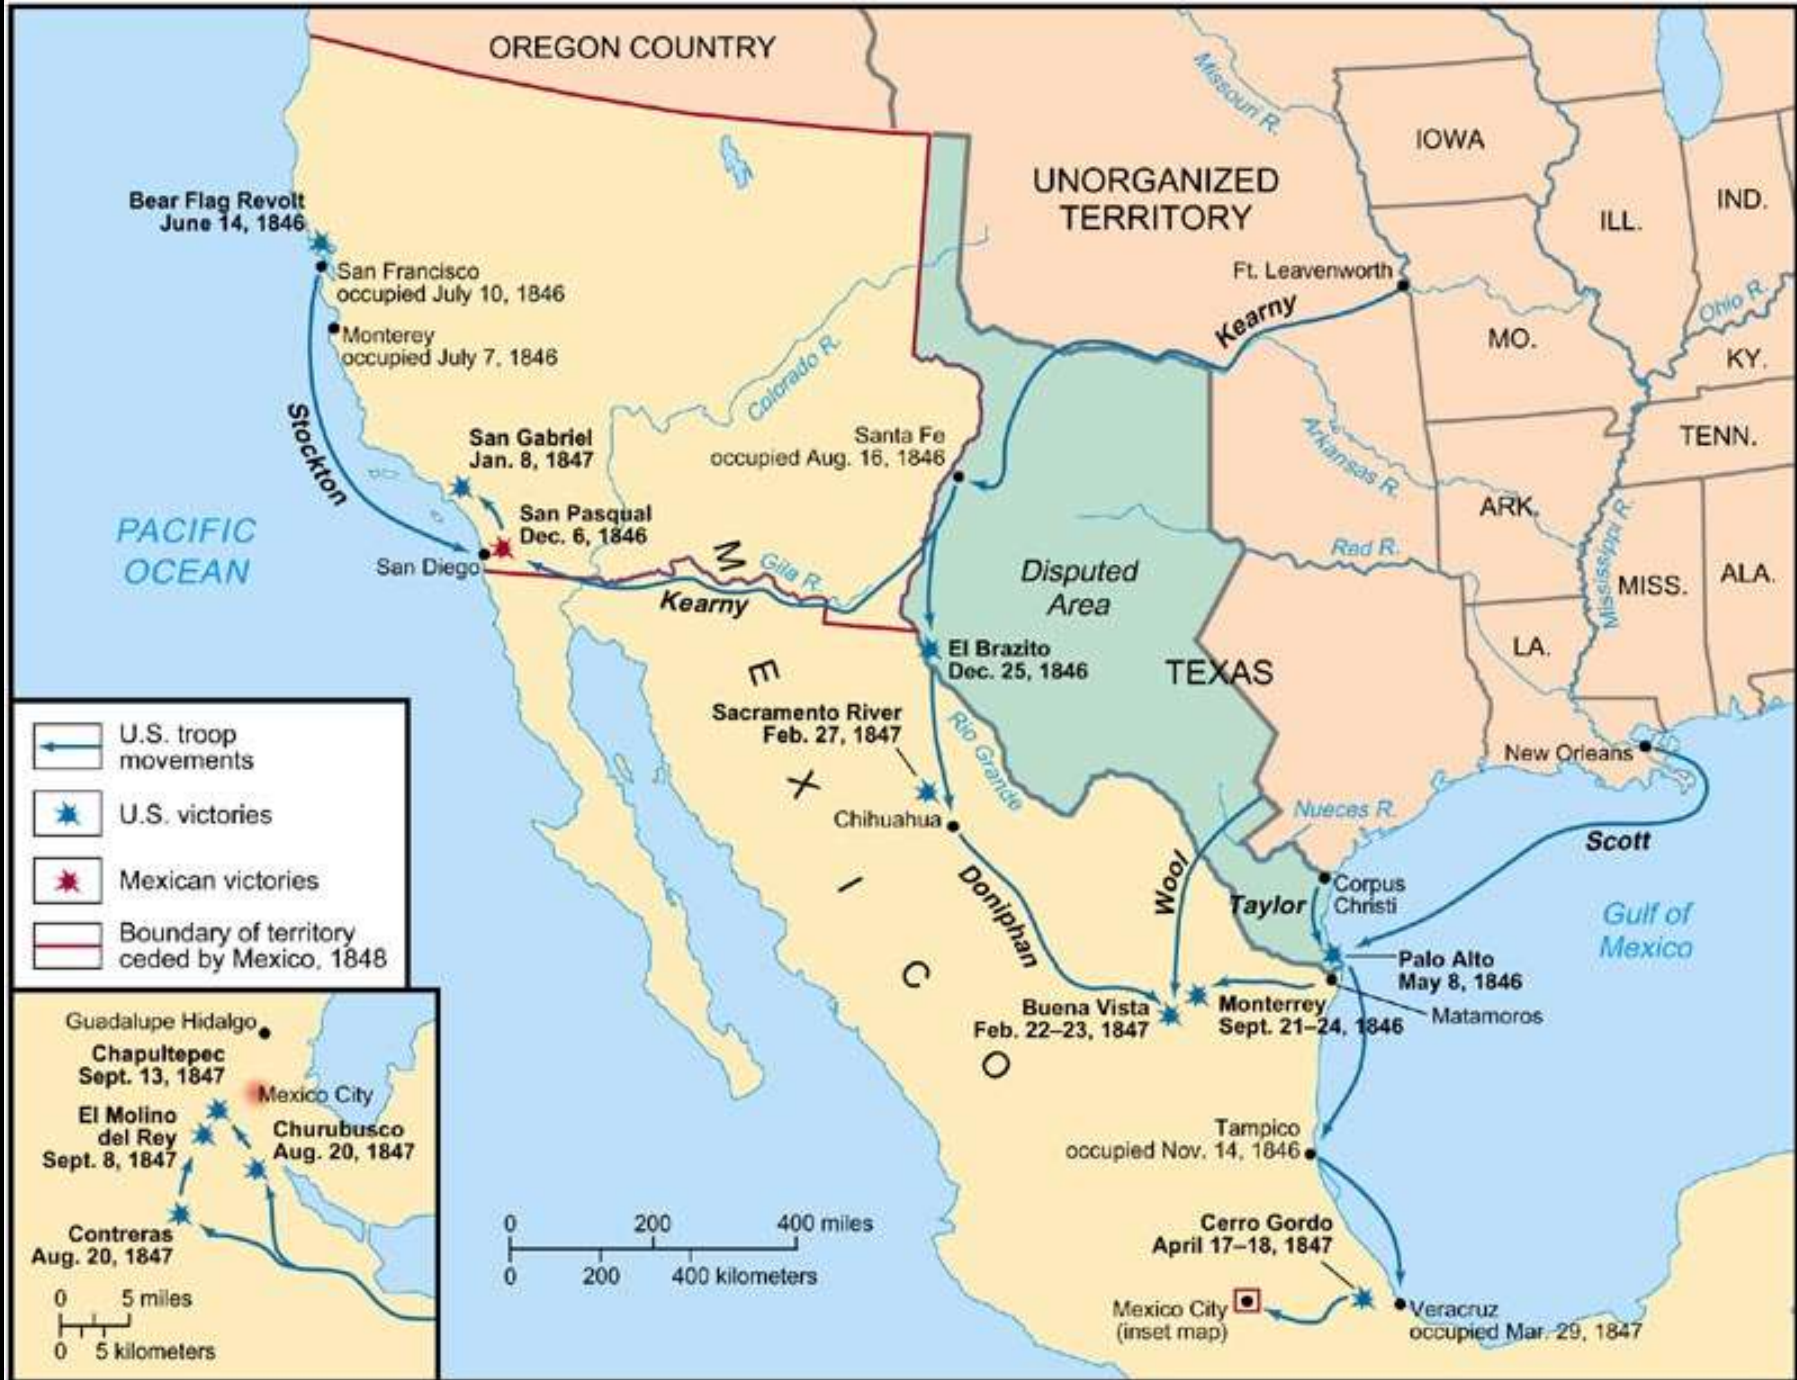 OREGON COUNTRY
Missouri R.
IOWA
UNORGANIZED
TERRITORY
ILL.
IND.
Bear Flag Revolt
June 14, 1846
San Francisco
occupied July 10, 1846
Ft. Leavenworth
Kearny
Ohio R.
Monterey
occupied July 7, 1846
MO.
KY.
Colorado R.
Stockton
San Gabriel
Jan. 8, 1847
Santa Fe
occupied Aug. 16, 1846
Arkansas R.
TENN.
PACIFIC
OCEAN
San Pasqual
Dec. 6, 1846
ARK.
Mississippi R.
San Diego
Gila R.
Kearny
Disputed
Area
Red R.
MISS.
ALA.
MEXICO
El Brazito
Dec. 25, 1846
TEXAS
LA.
Sacramento River
Feb. 27, 1847
Rio Grande
New Orleans
Chihuahua
Nueces R.
Scott
Doniphan
Wool
Taylor
Corpus
Christi
Gulf of
Mexico
Palo Alto
May 8, 1846
Buena Vista
Feb. 22–23, 1847
Monterrey
Sept. 21–24, 1846
Matamoros
Tampico
occupied Nov. 14, 1846
Cerro Gordo
April 17–18, 1847
Mexico City
(inset map)
Veracruz
occupied Mar. 29, 1847
0 200 400 miles
0 200 400 kilometers
U.S. troop
movements
U.S. victories
Mexican victories
Boundary of territory
ceded by Mexico, 1848
Guadalupe Hidalgo
Chapultepec
Sept. 13, 1847
Mexico City
El Molino
del Rey
Sept. 8, 1847
Churubusco
Aug. 20, 1847
Contreras
Aug. 20, 1847
0 5 miles
0 5 kilometers